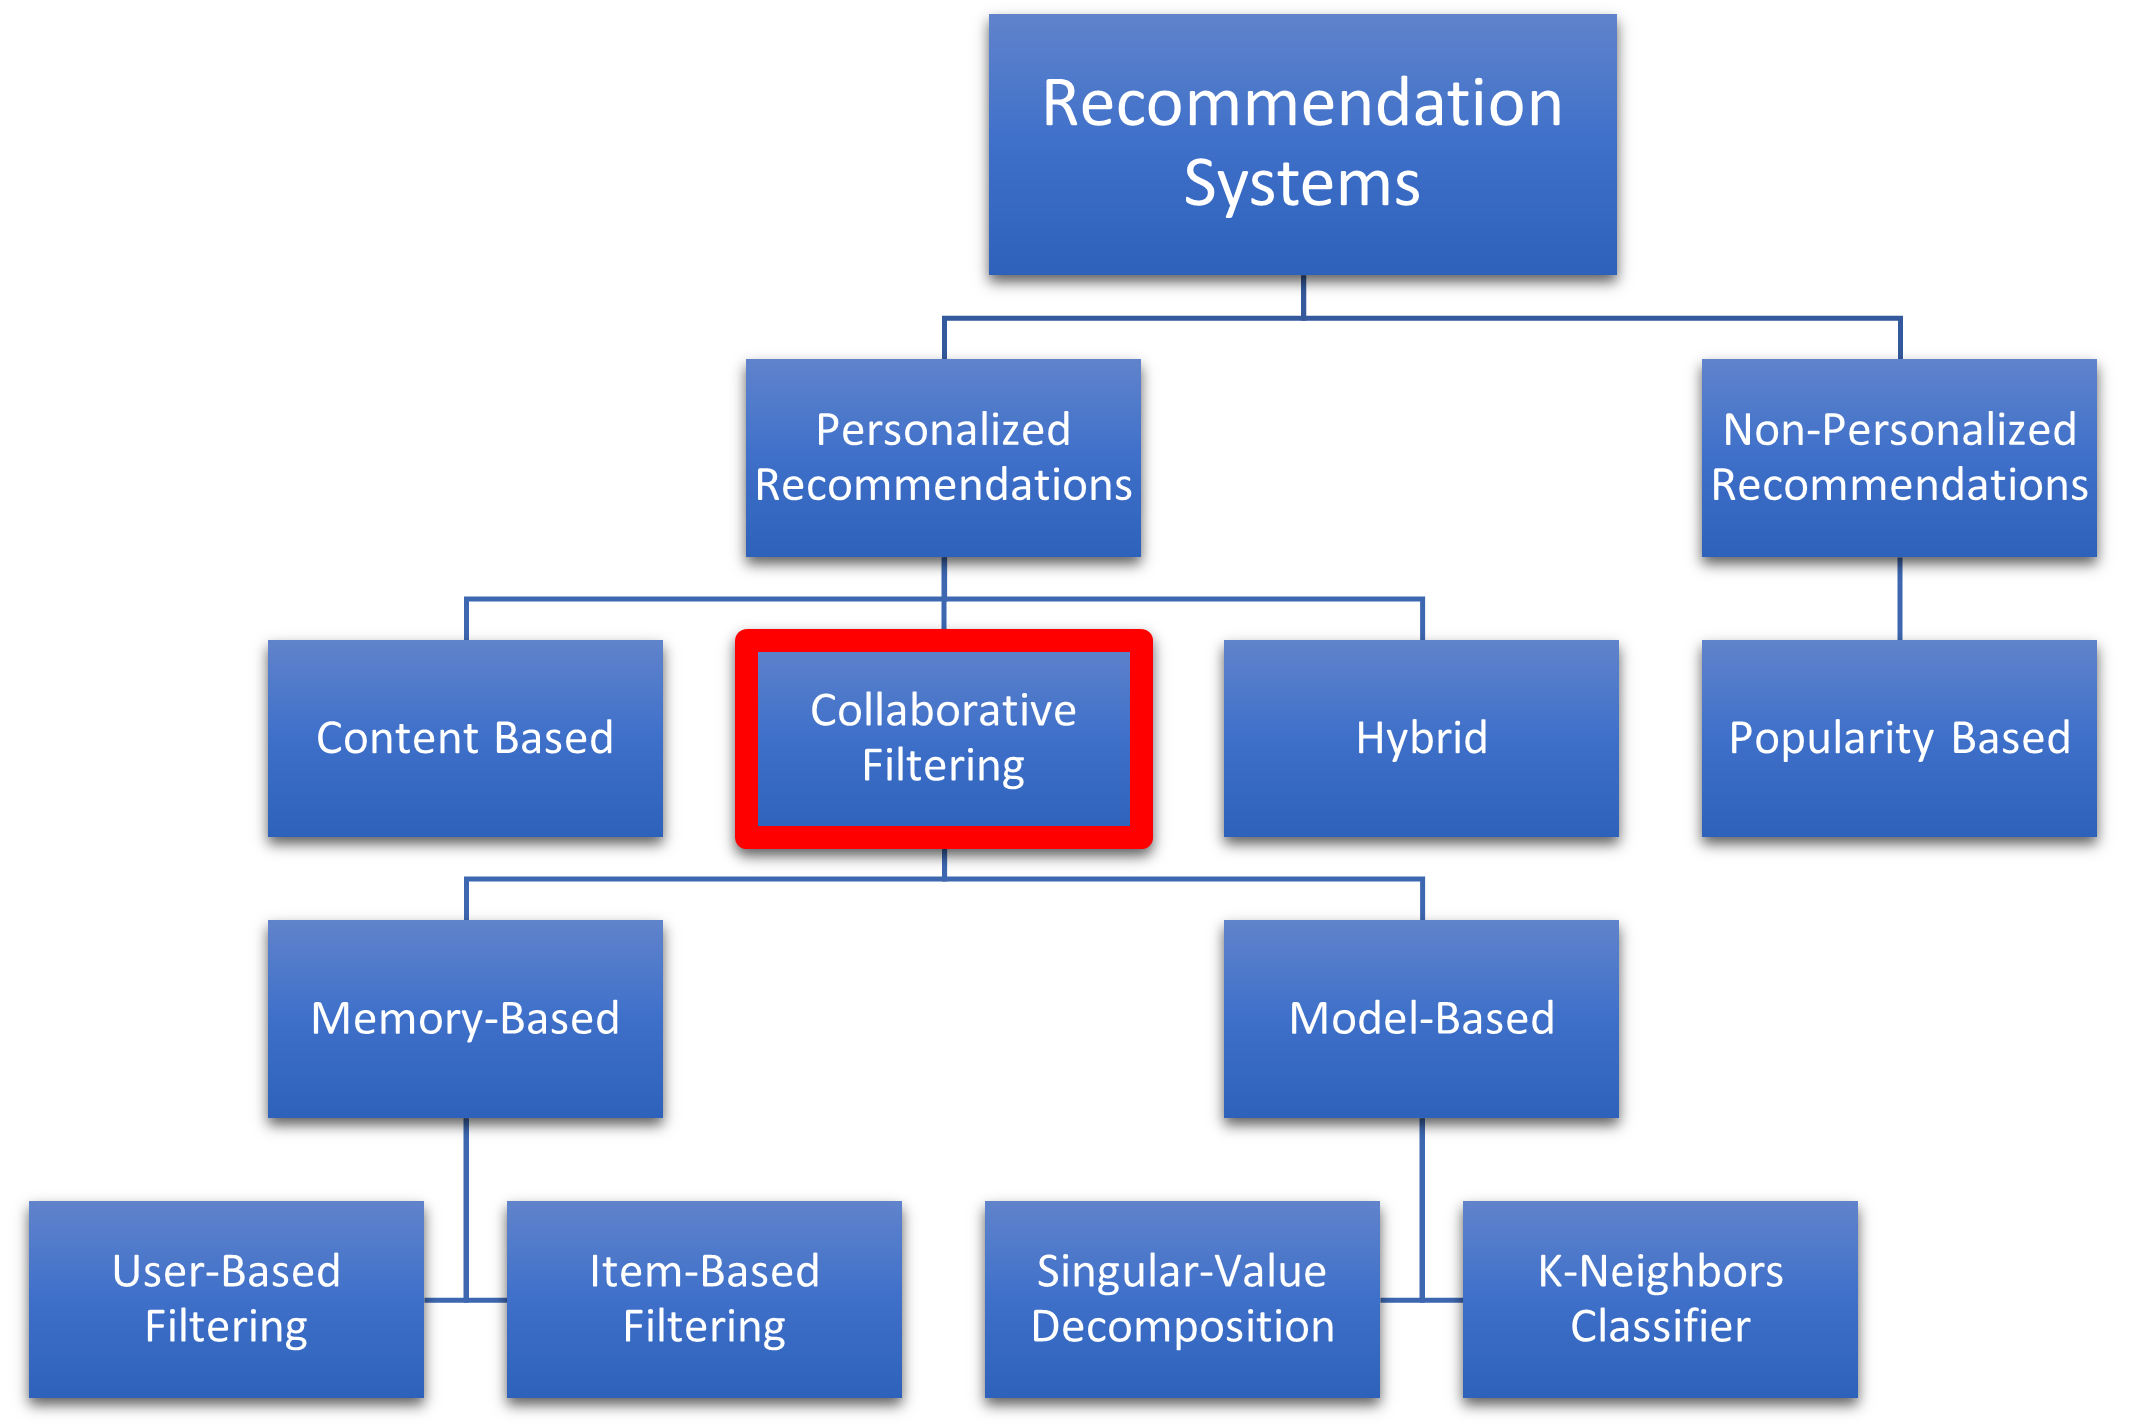 Recommendation
Systems
Personalized
Recommendations
Non-Personalized
Recommendations
Content Based
Collaborative
Filtering
Hybrid
Popularity Based
Memory-Based
Model-Based
User-Based
Filtering
Item-Based
Filtering
Singular-Value
Decomposition
K-Neighbors
Classifier